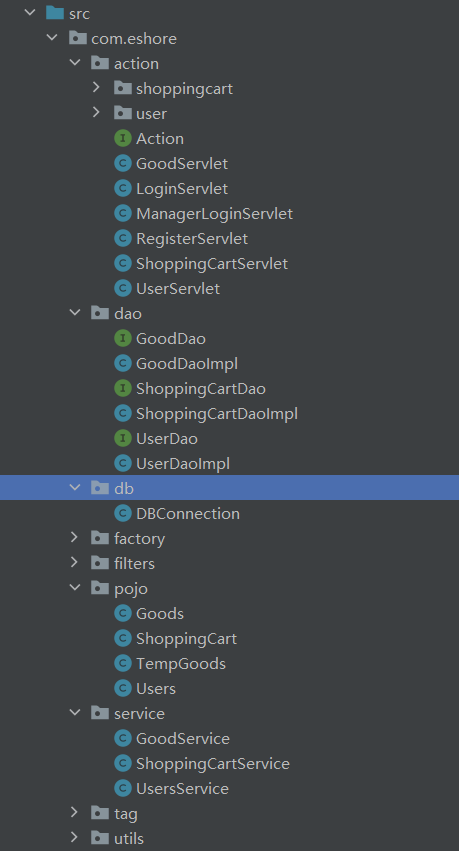 src
com.eshore
action
shoppingcart
user
Action
GoodServlet
LoginServlet
ManagerLoginServlet
RegisterServlet
ShoppingCartServlet
UserServlet
dao
GoodDao
GoodDaoImpl
ShoppingCartDao
ShoppingCartDaoImpl
UserDao
UserDaoImpl
db
DBConnection
factory
filters
pojo
Goods
ShoppingCart
TempGoods
Users
service
GoodService
ShoppingCartService
UsersService
tag
utils